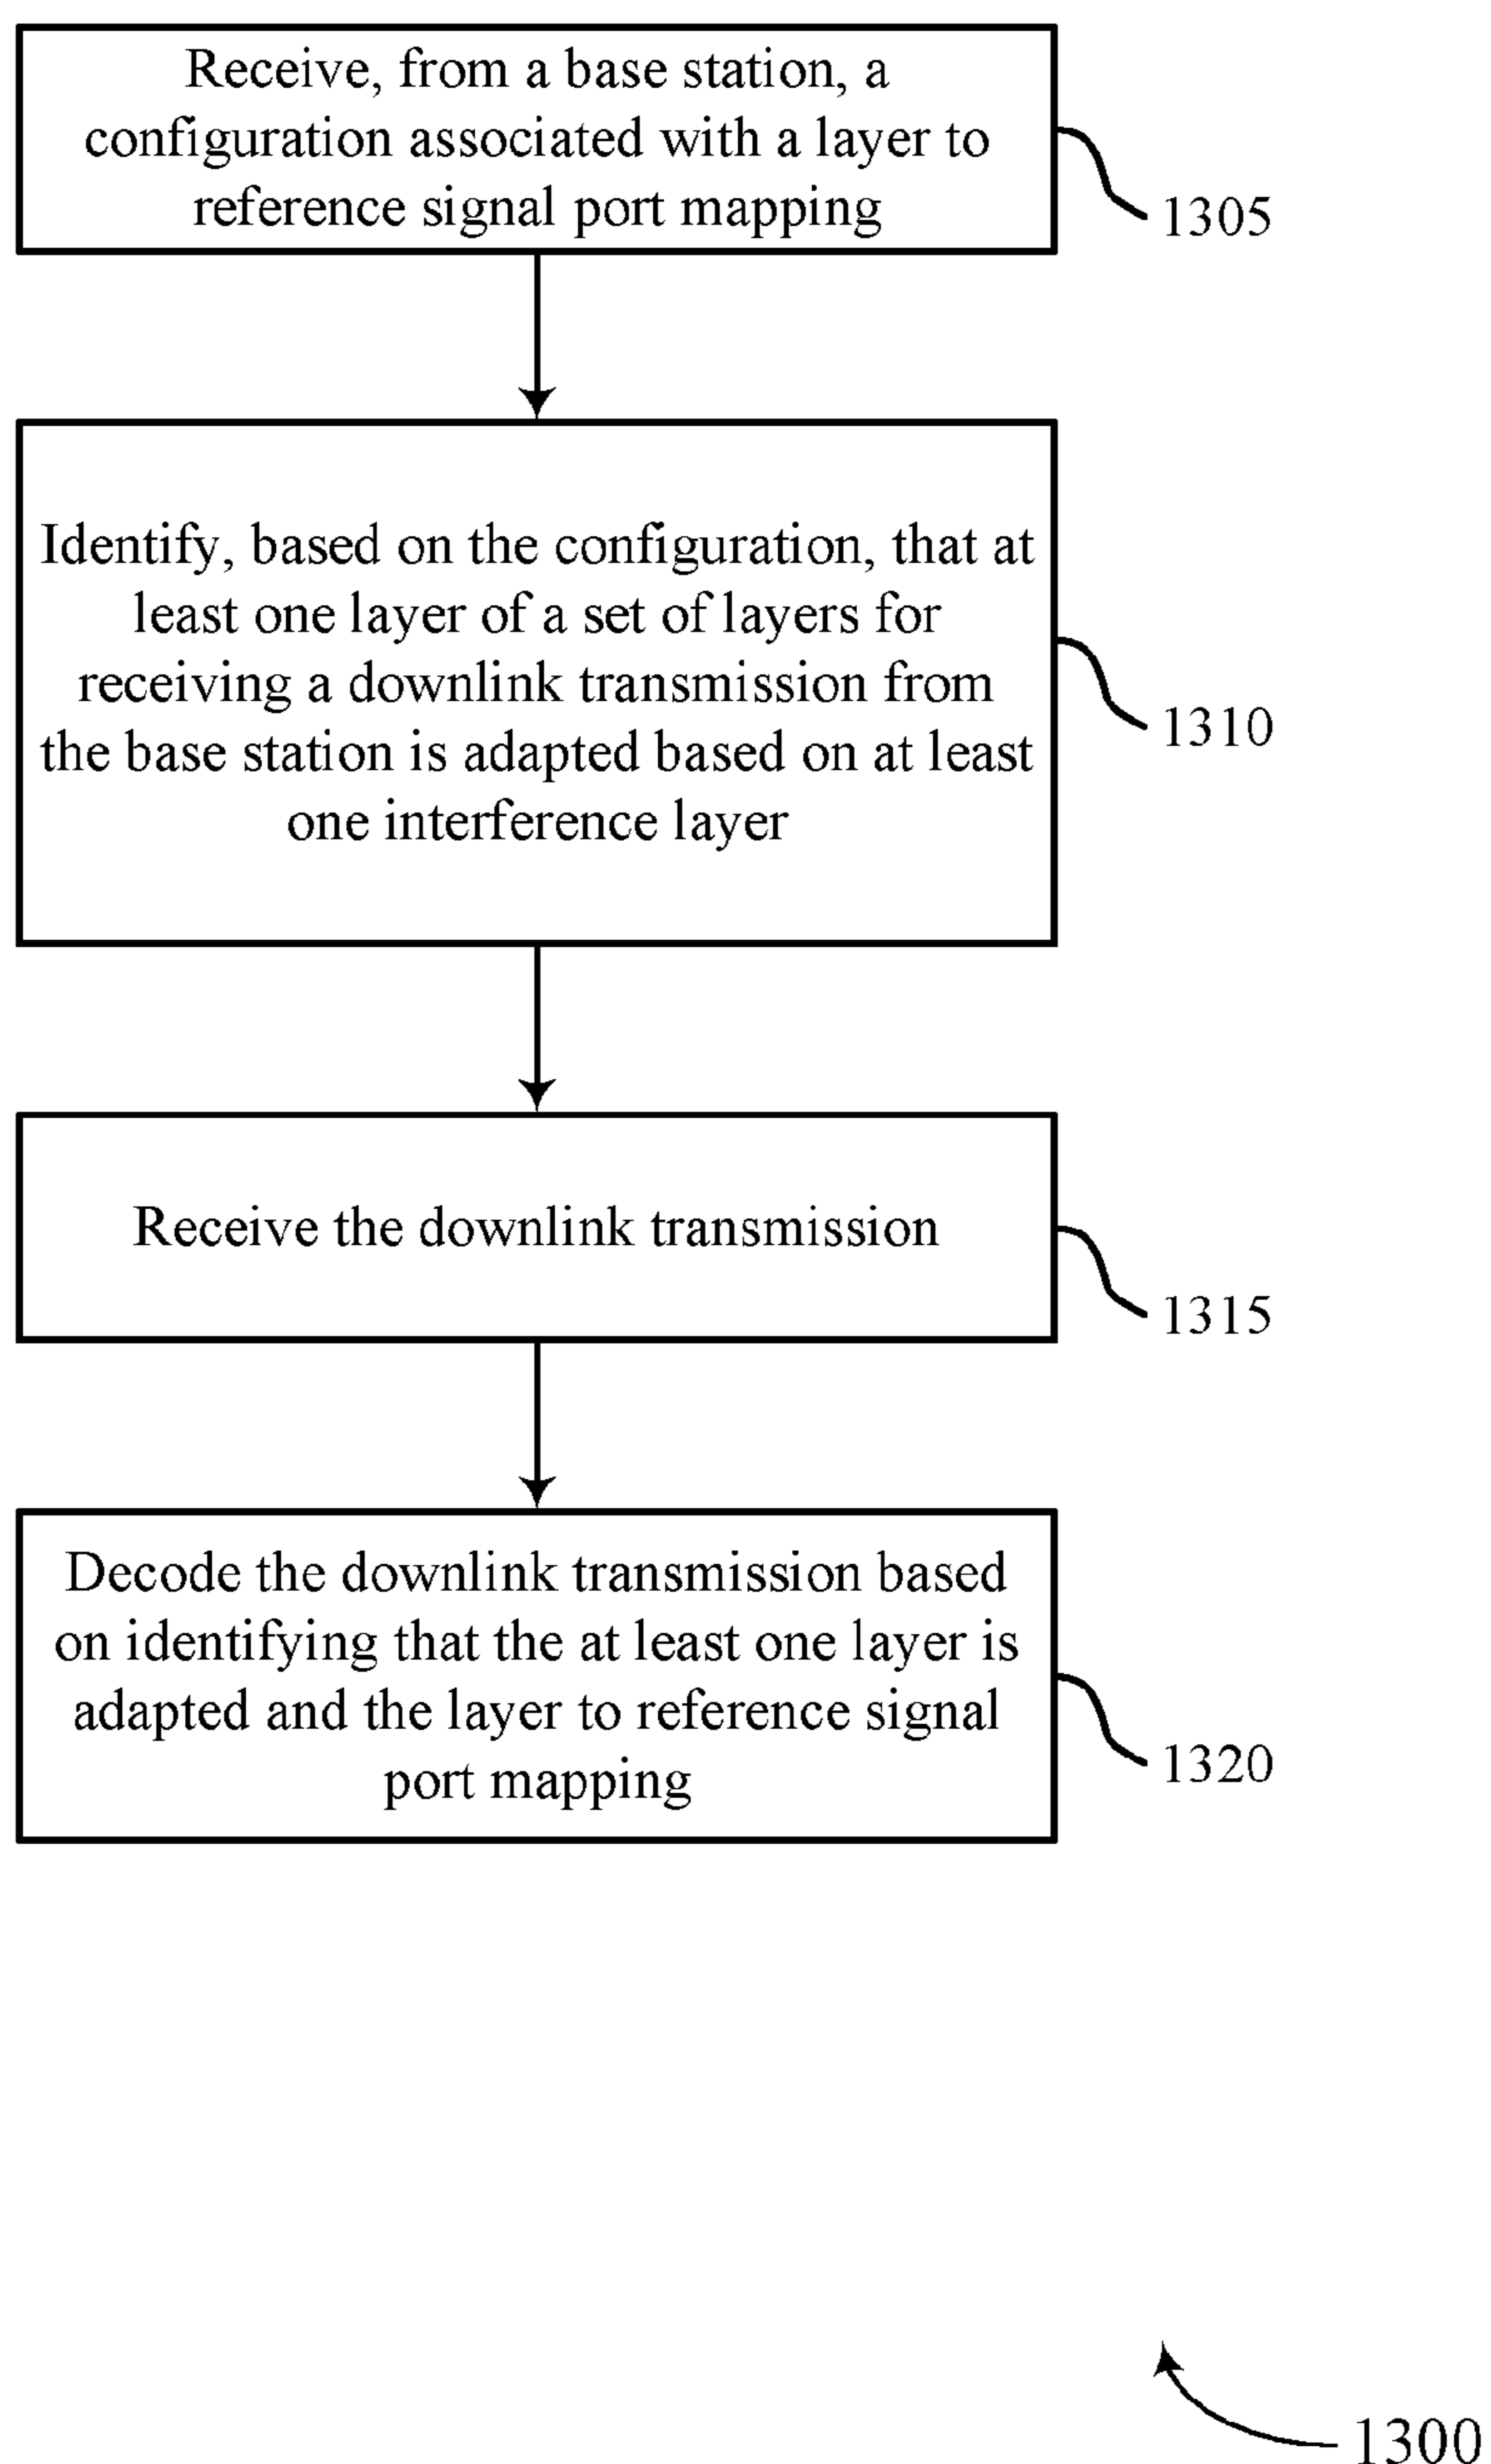 Receive, from a base station, a
configuration associated with a layer to
reference signal port mapping
1305
Identify, based on the configuration, that at
least one layer of a set of layers for
receiving a downlink transmission from
the base station is adapted based on at least
one interference layer
1310
Receive the downlink transmission
1315
Decode the downlink transmission based
on identifying that the at least one layer is
adapted and the layer to reference signal
port mapping
1320
1300